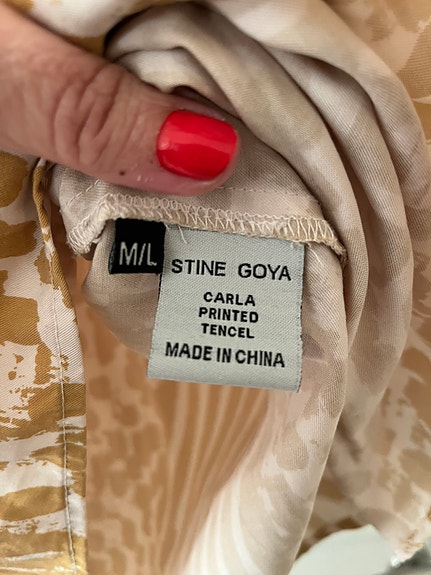 M/L
STINE GOYA
CARLA
PRINTED
TENCEL
MADE IN CHINA